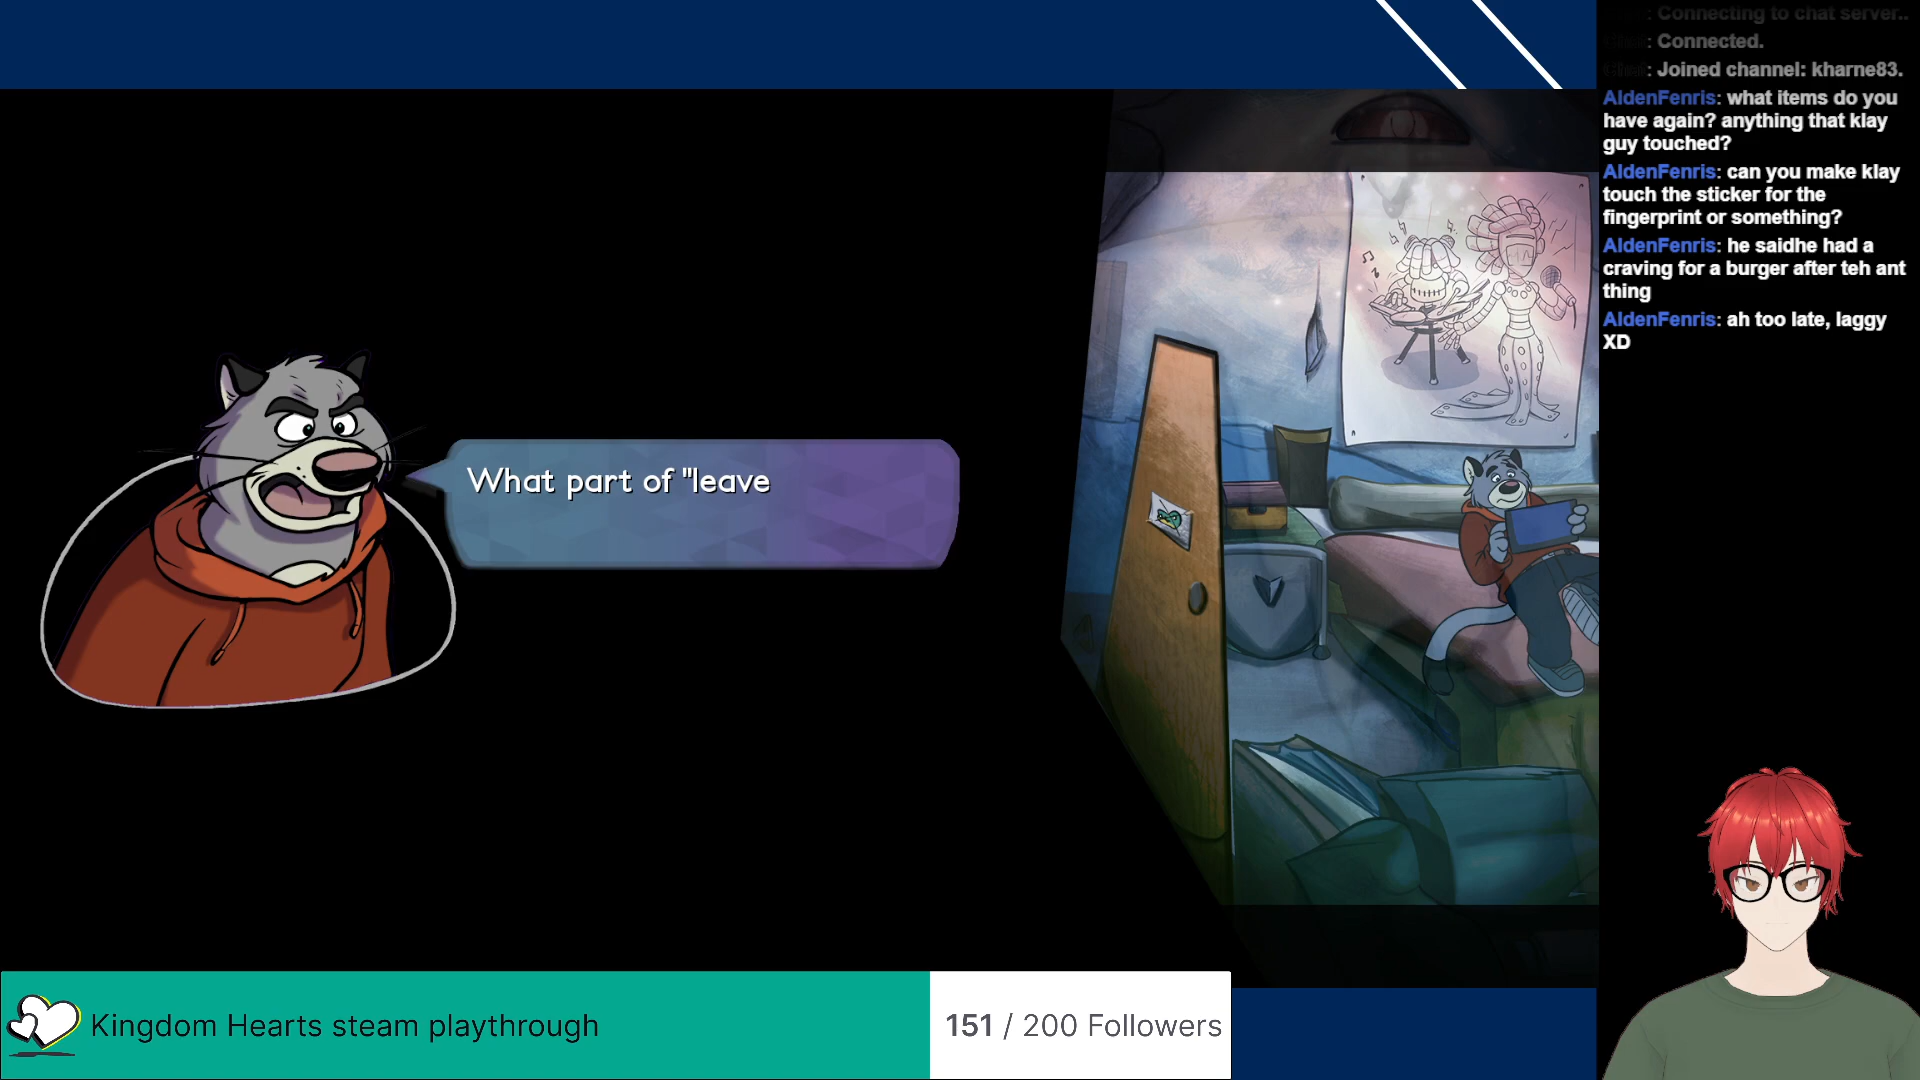 Connecting to chat server..
: Connected.
: Joined channel: kharne83.
AldenFenris: what items do you
have again? anything that klay
guy touched?
AldenFenris: can you make klay
touch the sticker for the
fingerprint or something?
AldenFenris: he saidhe had a
craving for a burger after teh ant
thing
AldenFenris: ah too late, laggy
XD
What part of "leave
Kingdom Hearts steam playthrough
151 / 200 Followers